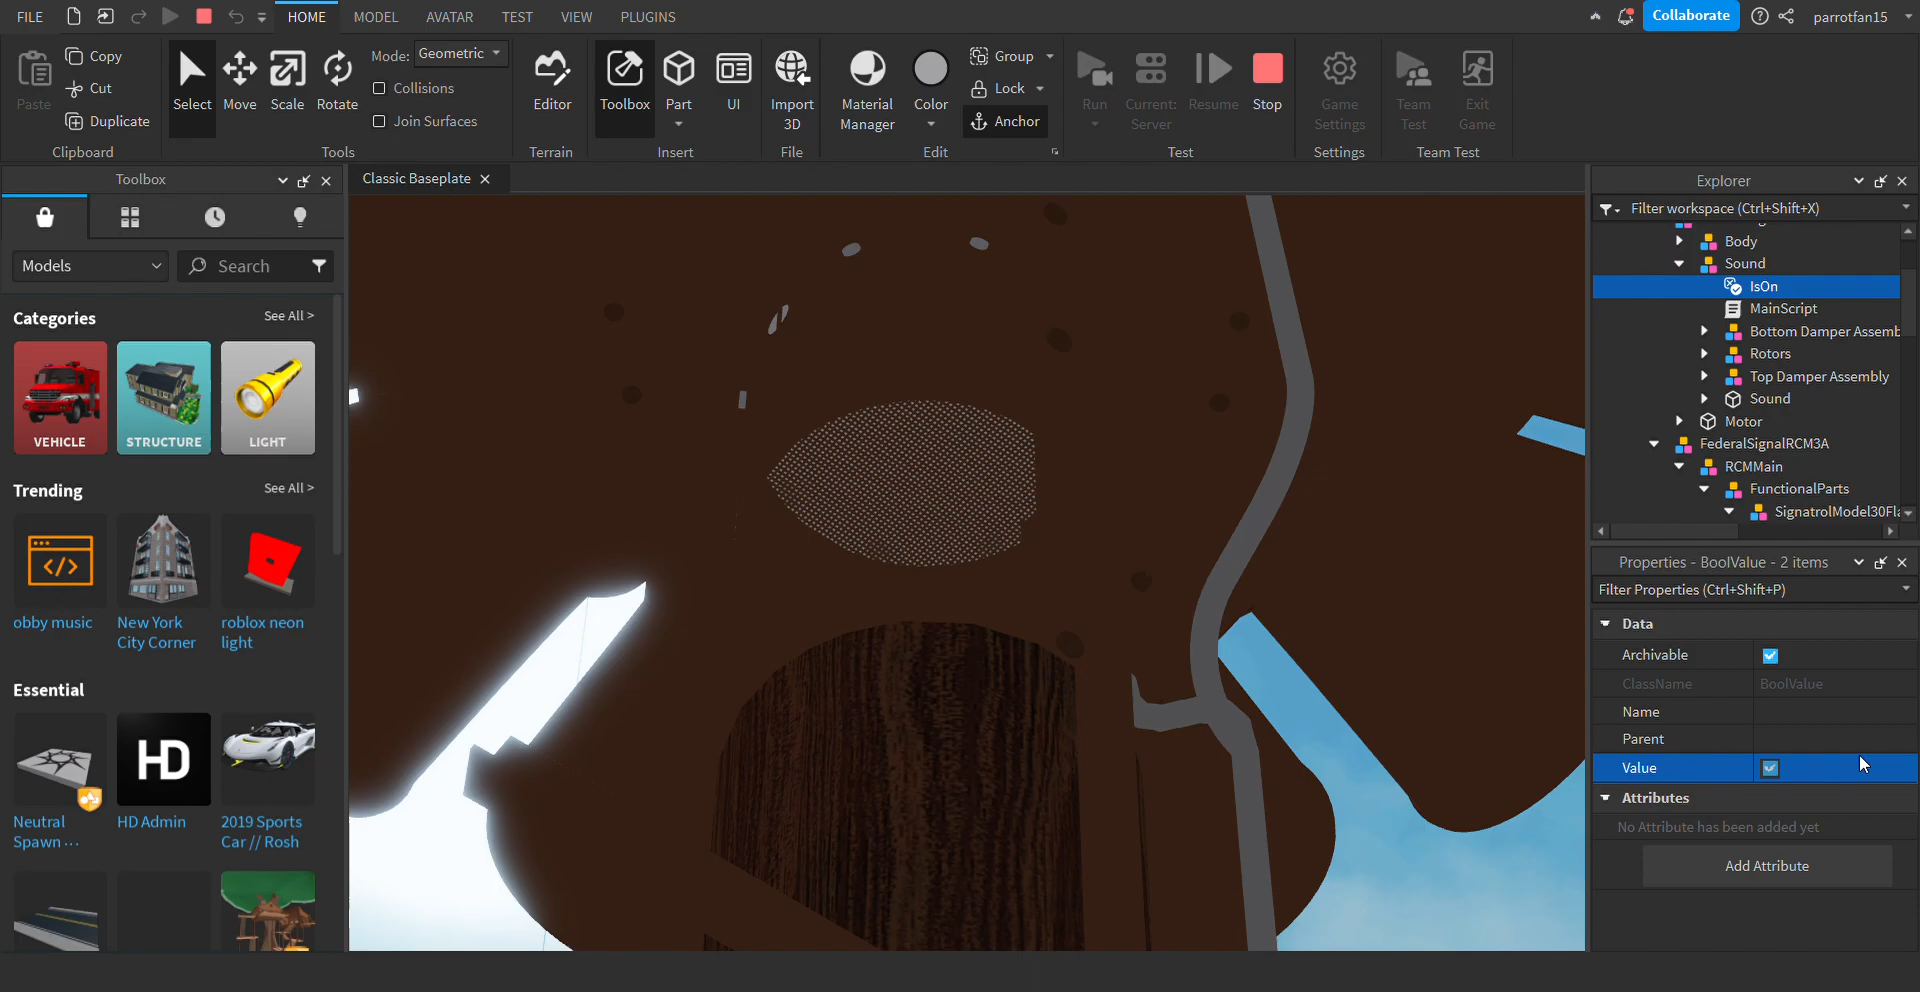 FILE
HOME
MODEL
AVATAR
TEST
VIEW
PLUGINS
Collaborate
parrotfan15
Paste
Copy
Cut
Duplicate
Clipboard
Select
Move
Scale
Rotate
Mode: Geometric
Collisions
Join Surfaces
Tools
Editor
Terrain
Toolbox
Part
UI
Insert
Import
3D
File
Material
Manager
Color
Group
Lock
Anchor
Edit
Run
Current:
Server
Resume
Stop
Test
Game
Settings
Settings
Team
Test
Exit
Game
Team Test
Toolbox
Models
Search
Categories
See All >
VEHICLE
STRUCTURE
LIGHT
Trending
See All >
obby music
New York
City Corner
roblox neon
light
Essential
HD
Neutral
Spawn ...
HD Admin
2019 Sports
Car // Rosh
Classic Baseplate
Explorer
Filter workspace (Ctrl+Shift+X)
Body
Sound
IsOn
MainScript
Bottom Damper Assemb
Rotors
Top Damper Assembly
Sound
Motor
FederalSignalRCM3A
RCMMain
FunctionalParts
SignatrolModel30Fla
Properties - BoolValue - 2 items
Filter Properties (Ctrl+Shift+P)
Data
Archivable
ClassName BoolValue
Name
Parent
Value
Attributes
No Attribute has been added yet
Add Attribute